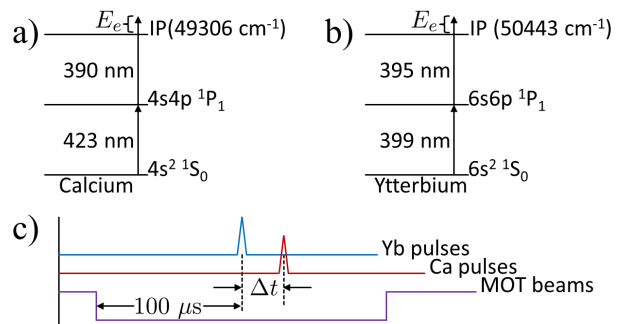 a)
E_e
IP(49306 cm⁻¹)
390 nm
4s4p ¹P₁
423 nm
4s² ¹S₀
Calcium
b)
E_e
IP (50443 cm⁻¹)
395 nm
6s6p ¹P₁
399 nm
6s² ¹S₀
Ytterbium
c)
Yb pulses
Ca pulses
MOT beams
100 μs
Δt